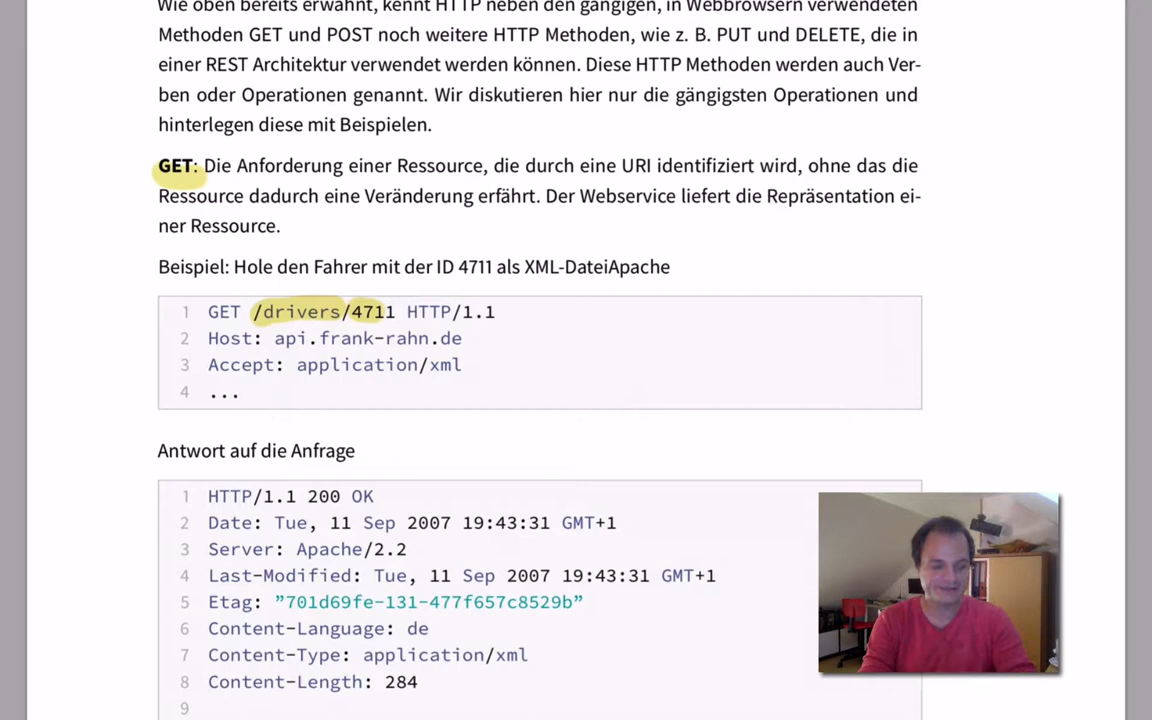 Wie oben bereits erwähnt, kennt HTTP neben den gängigen, in Webbrowsern verwendeten
Methoden GET und POST noch weitere HTTP Methoden, wie z. B. PUT und DELETE, die in
einer REST Architektur verwendet werden können. Diese HTTP Methoden werden auch Ver-
ben oder Operationen genannt. Wir diskutieren hier nur die gängigsten Operationen und
hinterlegen diese mit Beispielen.
GET: Die Anforderung einer Ressource, die durch eine URI identifiziert wird, ohne das die
Ressource dadurch eine Veränderung erfährt. Der Webservice liefert die Repräsentation ei-
ner Ressource.
Beispiel: Hole den Fahrer mit der ID 4711 als XML-DateiApache
1 GET /drivers/4711 HTTP/1.1
2 Host: api.frank-rahn.de
3 Accept: application/xml
4 ...
Antwort auf die Anfrage
1 HTTP/1.1 200 OK
2 Date: Tue, 11 Sep 2007 19:43:31 GMT+1
3 Server: Apache/2.2
4 Last-Modified: Tue, 11 Sep 2007 19:43:31 GMT+1
5 Etag: ”701d69fe-131-477f657c8529b”
6 Content-Language: de
7 Content-Type: application/xml
8 Content-Length: 284
9